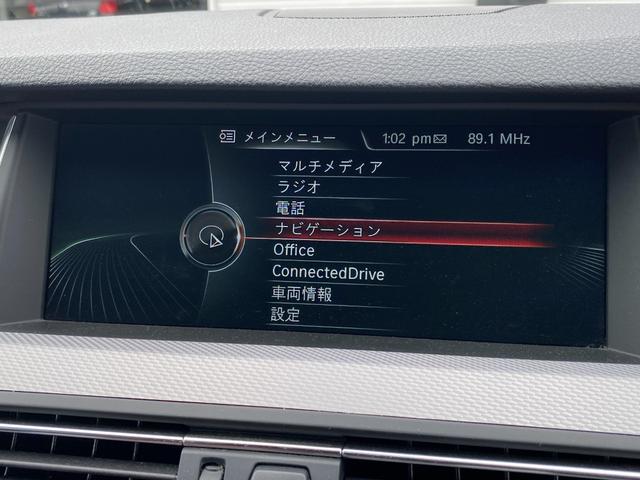 メインメニュー 1:02 pm 89.1 MHz
マルチメディア
ラジオ
電話
ナビゲーション
Office
ConnectedDrive
車両情報
設定